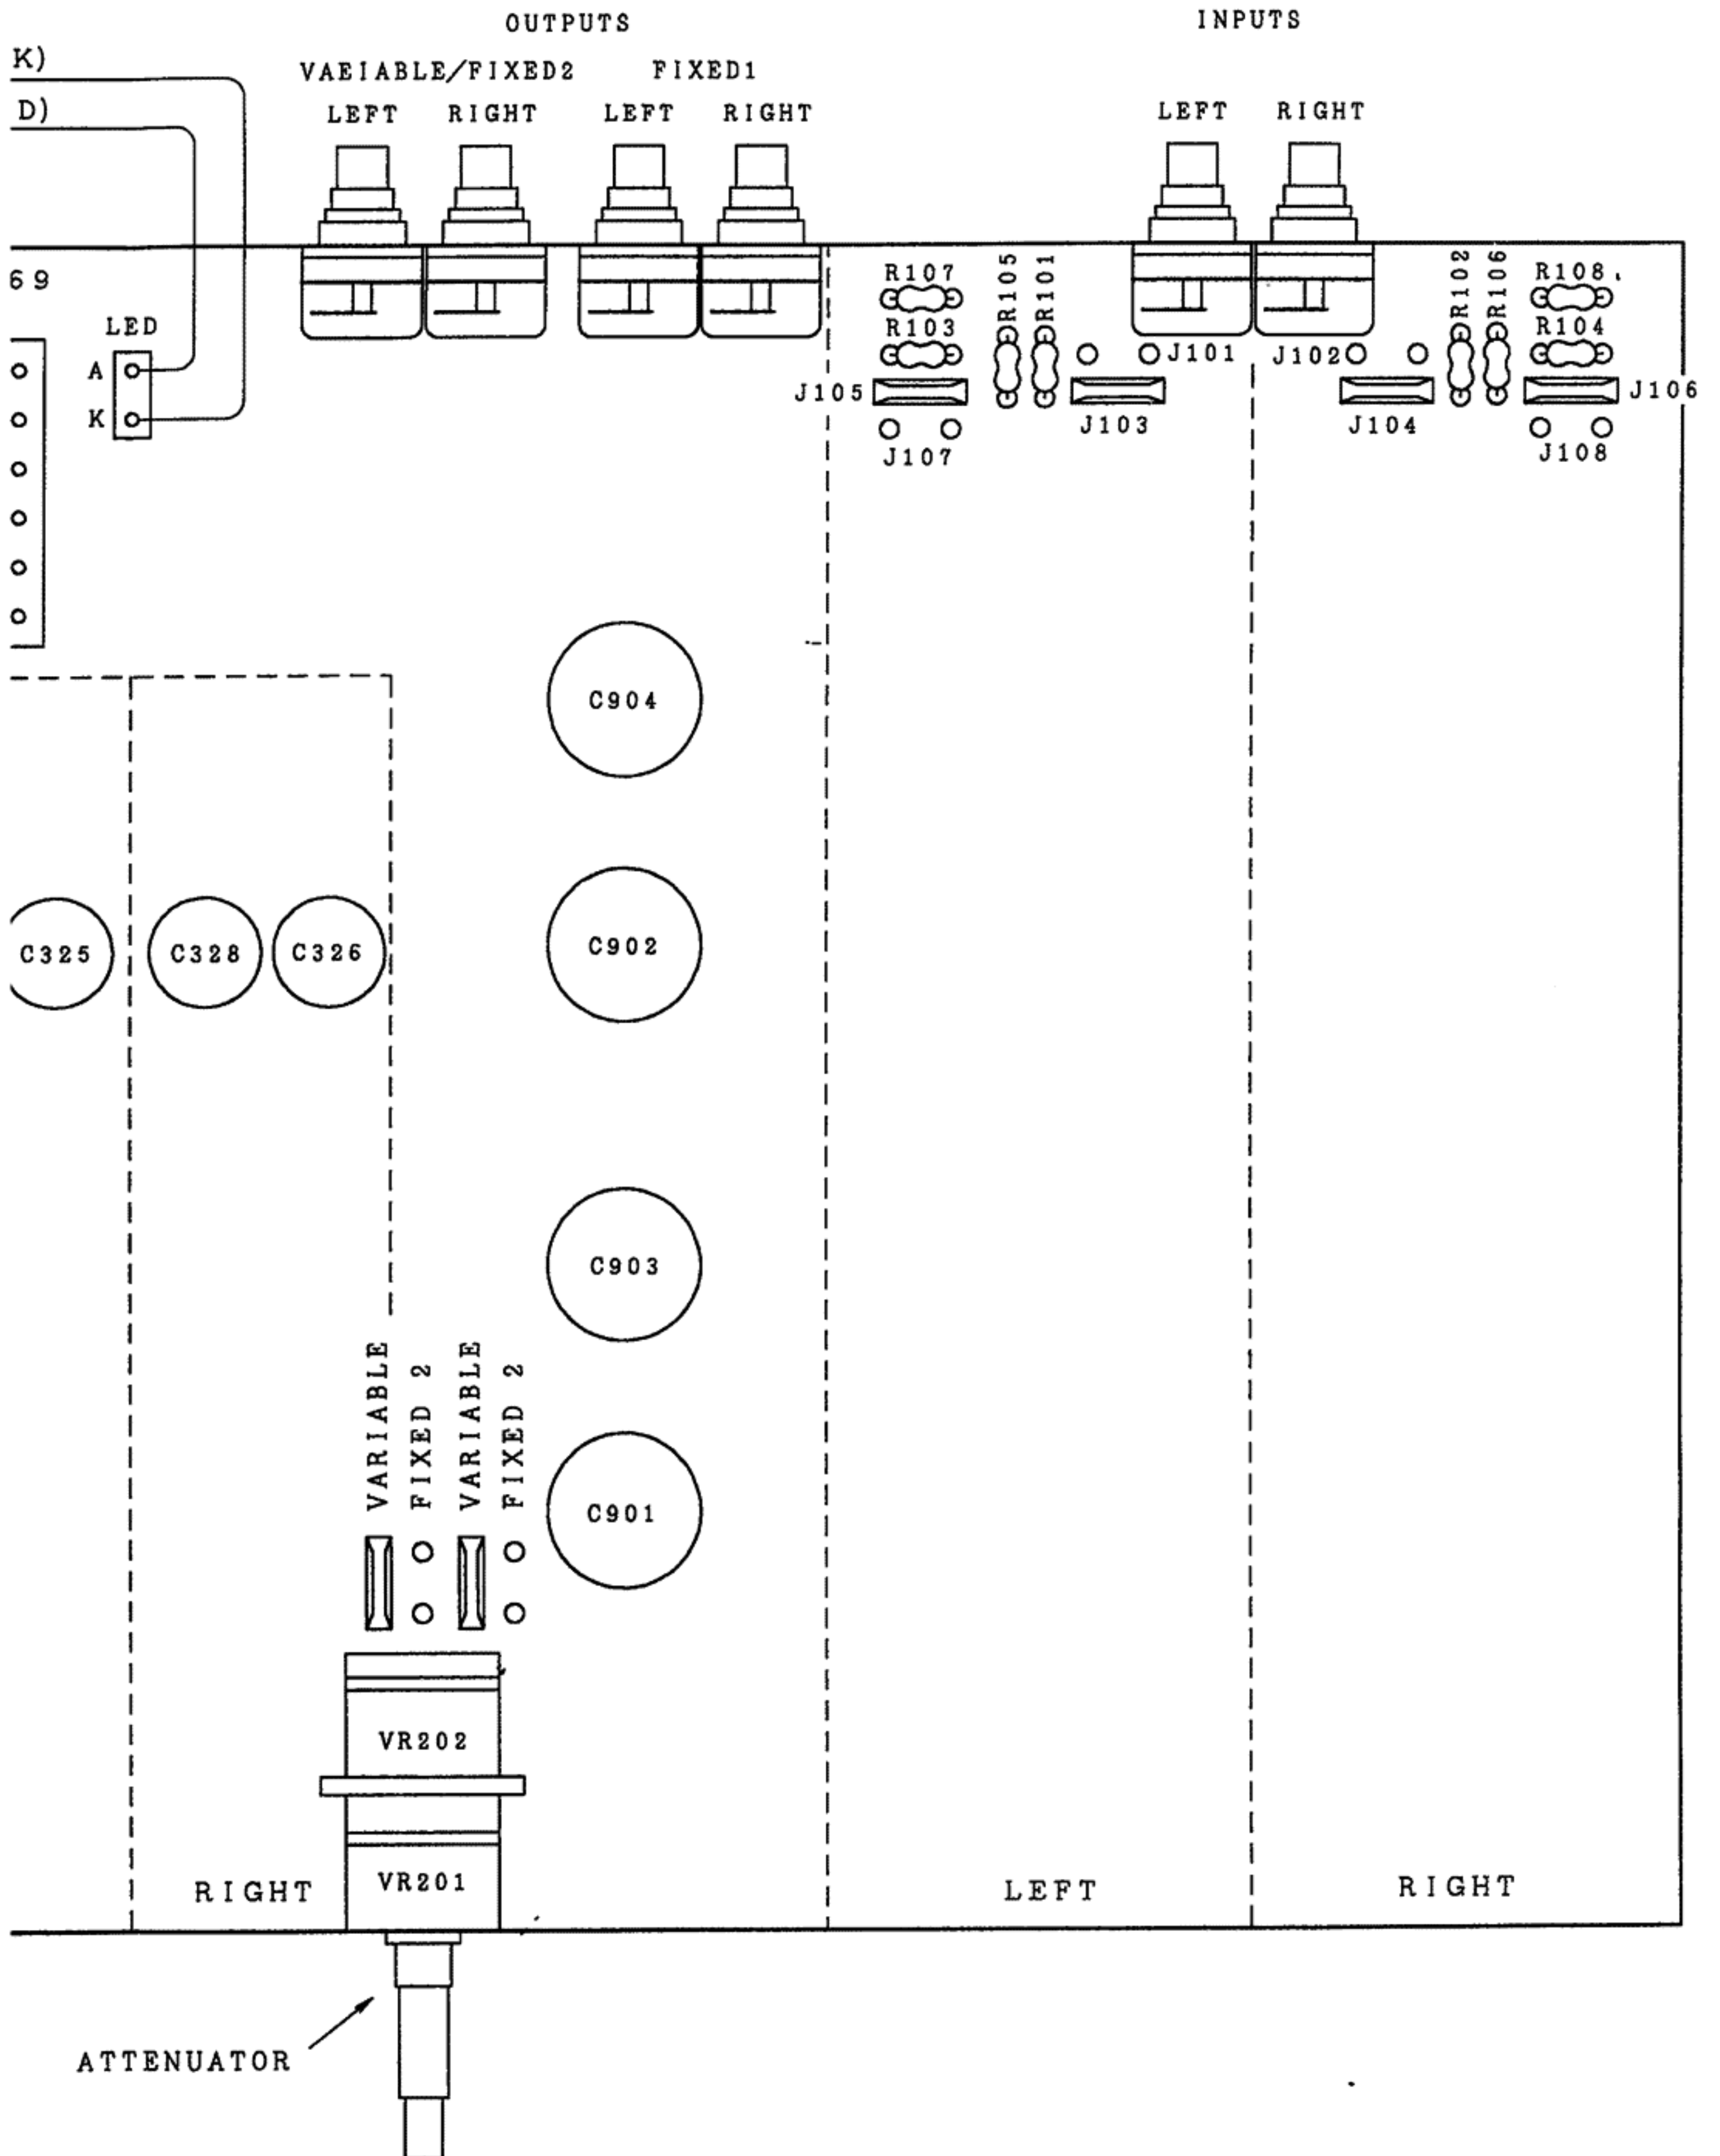 OUTPUTS
INPUTS
K)
VAEIABLE/FIXED2
FIXED1
D)
LEFT
RIGHT
LEFT
RIGHT
LEFT
RIGHT
69
LED
A
K
R107
R103
R105
R101
J105
J107
J103
J101
J102
R102
R106
R108
R104
J106
J104
J108
C904
C325
C328
C326
C902
C903
VARIABLE
FIXED 2
VARIABLE
FIXED 2
C901
VR202
VR201
RIGHT
LEFT
RIGHT
ATTENUATOR